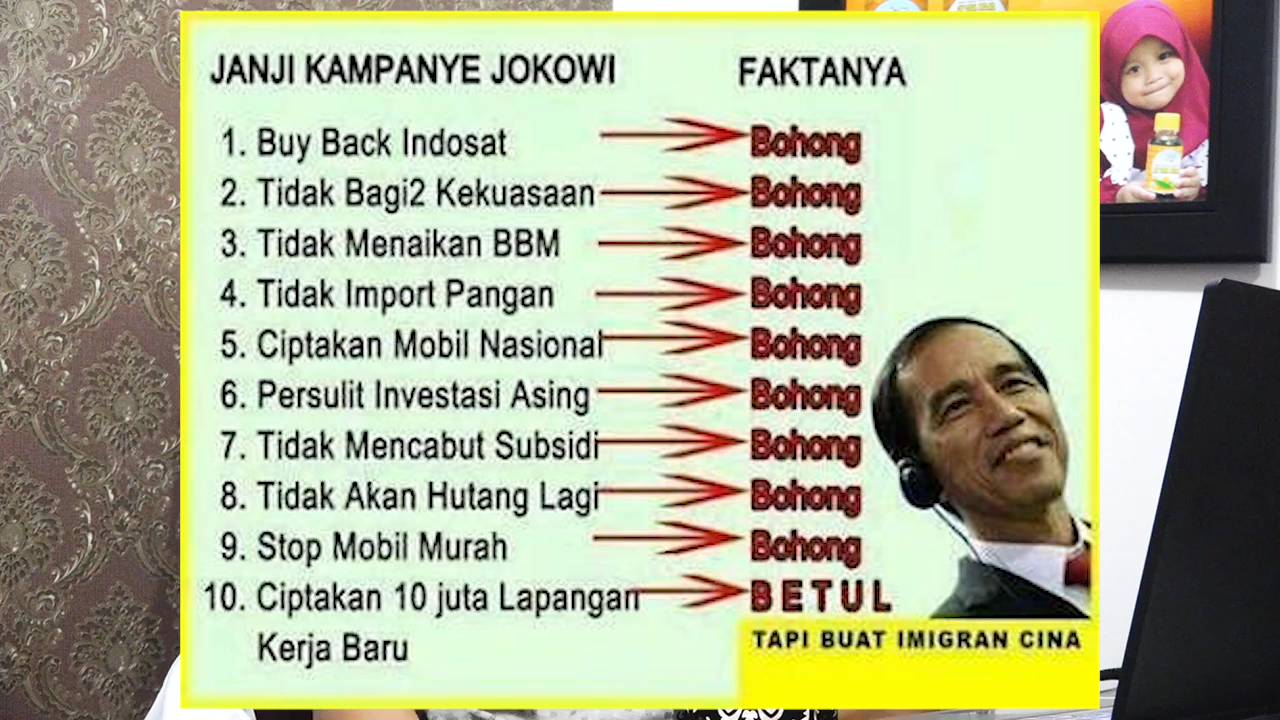 JANJI KAMPANYE JOKOWI FAKTANYA
1. Buy Back Indosat Bohong
2. Tidak Bagi2 Kekuasaan Bohong
3. Tidak Menaikan BBM Bohong
4. Tidak Import Pangan Bohong
5. Ciptakan Mobil Nasional Bohong
6. Persulit Investasi Asing Bohong
7. Tidak Mencabut Subsidi Bohong
8. Tidak Akan Hutang Lagi Bohong
9. Stop Mobil Murah Bohong
10. Ciptakan 10 juta Lapangan BETUL
Kerja Baru TAPI BUAT IMIGRAN CINA